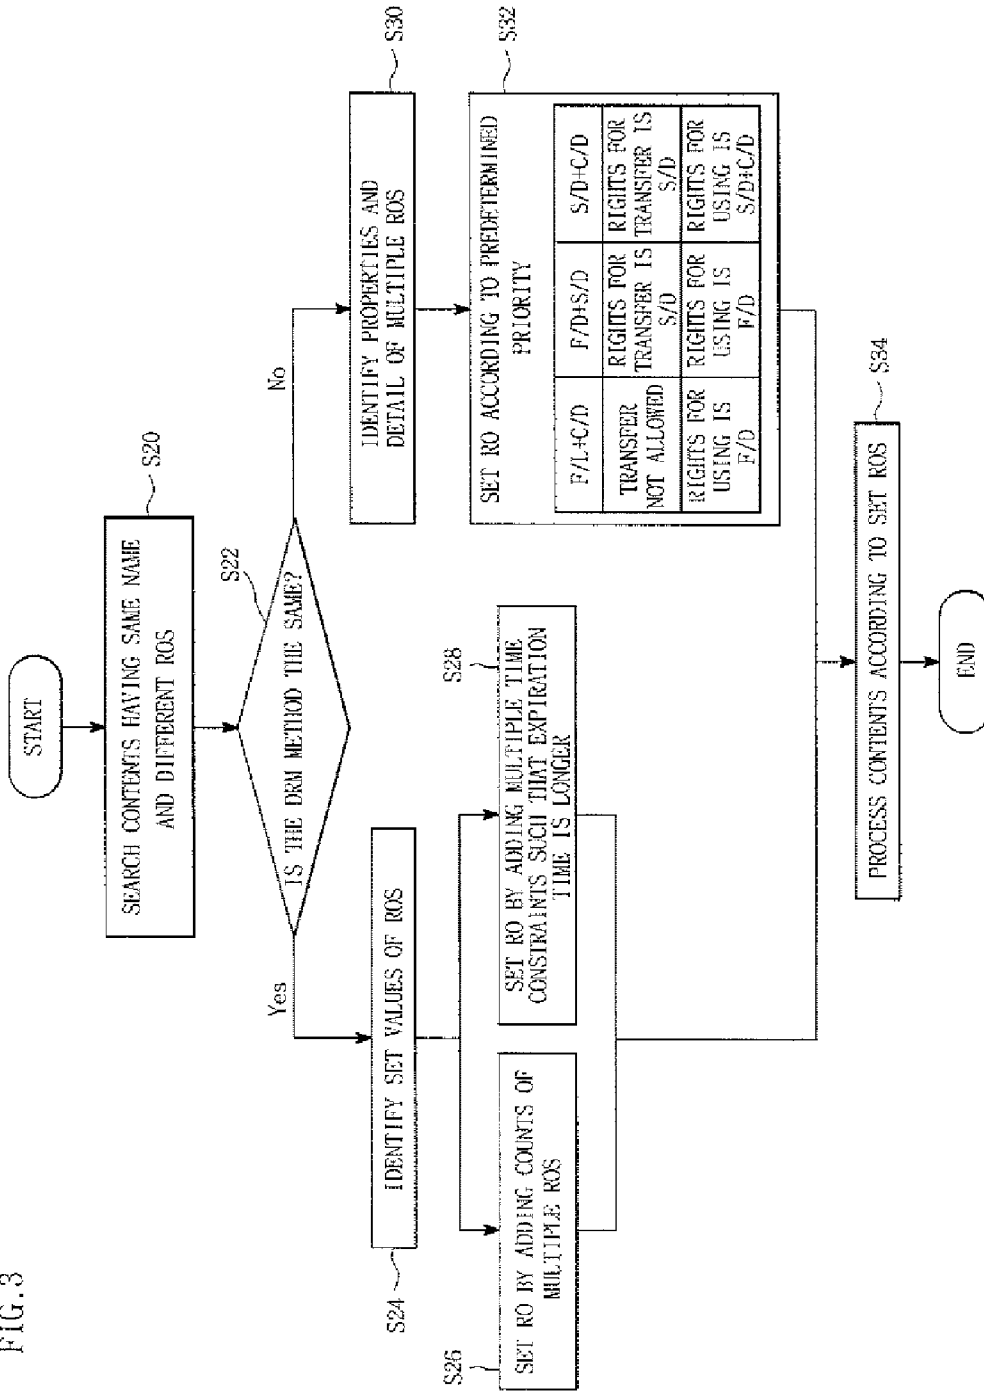 FIG.3
START
SEARCH CONTENTS HAVING SAME NAME
AND DIFFERENT ROS
S20
IS THE DRM METHOD THE SAME?
S22
Yes
No
IDENTIFY SET VALUES OF ROS
S24
SET RO BY ADDING COUNTS OF
MULTIPLE ROS
S26
SET RO BY ADDING MULTIPLE TIME
CONSTRAINTS SUCH THAT EXPIRATION
TIME IS LONGER
S28
IDENTIFY PROPERTIES AND
DETAIL OF MULTIPLE ROS
S30
SET RO ACCORDING TO PREDETERMINED
PRIORITY
S32
F/L+C/D
F/D+S/D
S/D+C/D
TRANSFER
NOT ALLOWED
RIGHTS FOR
TRANSFER IS
S/D
RIGHTS FOR
TRANSFER IS
S/D
RIGHTS FOR
USING IS
F/D
RIGHTS FOR
USING IS
F/D
RIGHTS FOR
USING IS
S/D+C/D
PROCESS CONTENTS ACCORDING TO SET ROS
S34
END